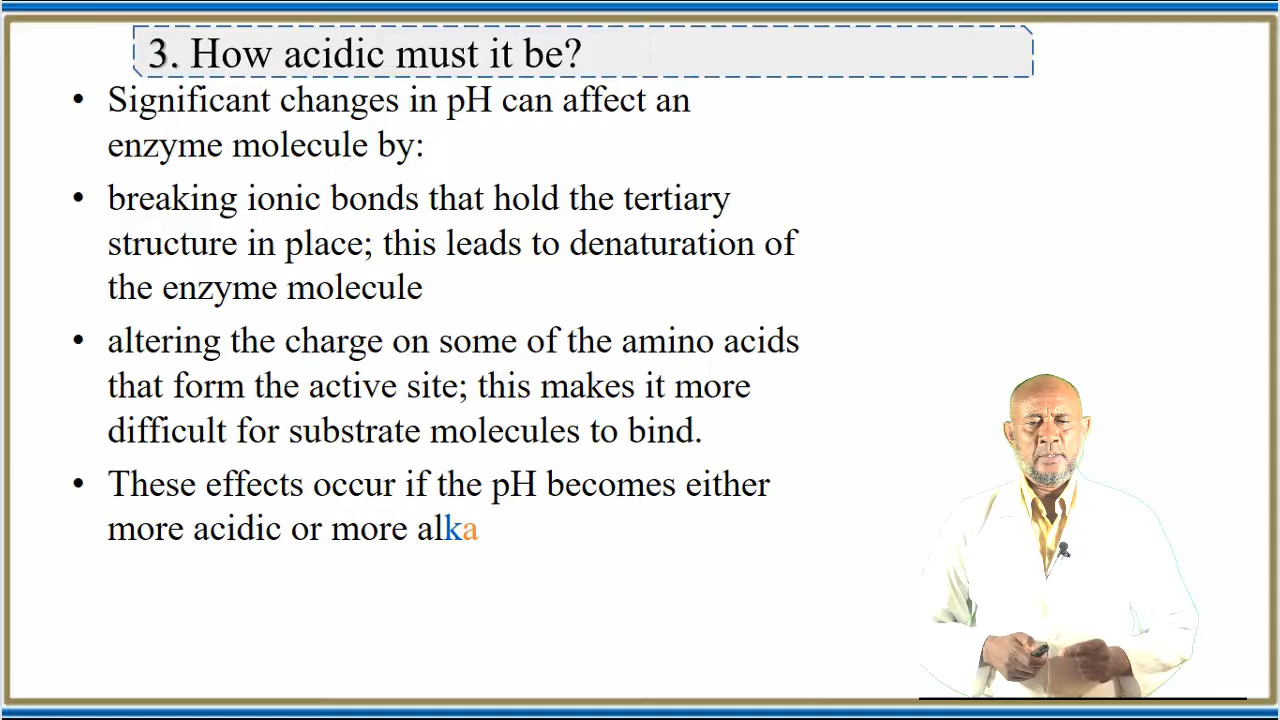 3. How acidic must it be?
• Significant changes in pH can affect an
enzyme molecule by:
• breaking ionic bonds that hold the tertiary
structure in place; this leads to denaturation of
the enzyme molecule
• altering the charge on some of the amino acids
that form the active site; this makes it more
difficult for substrate molecules to bind.
• These effects occur if the pH becomes either
more acidic or more alka